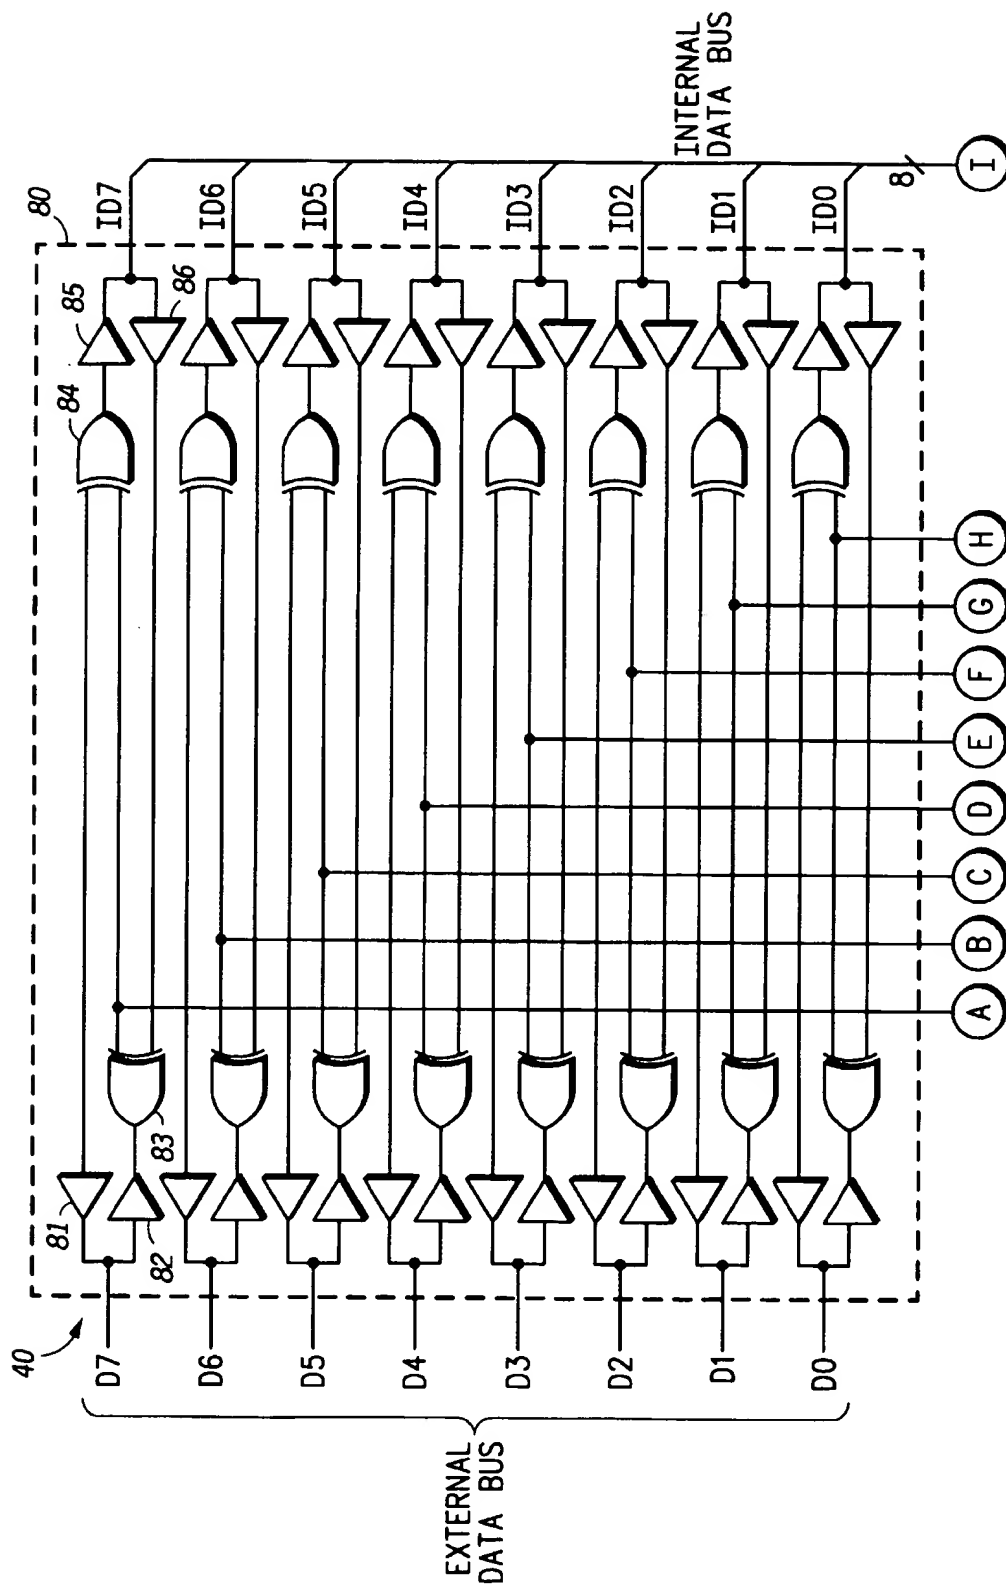 40
80
EXTERNAL
DATA BUS
D7
D6
D5
D4
D3
D2
D1
D0
81
82
83
84
85
86
ID7
ID6
ID5
ID4
ID3
ID2
ID1
ID0
INTERNAL
DATA BUS
8
A
B
C
D
E
F
G
H
I